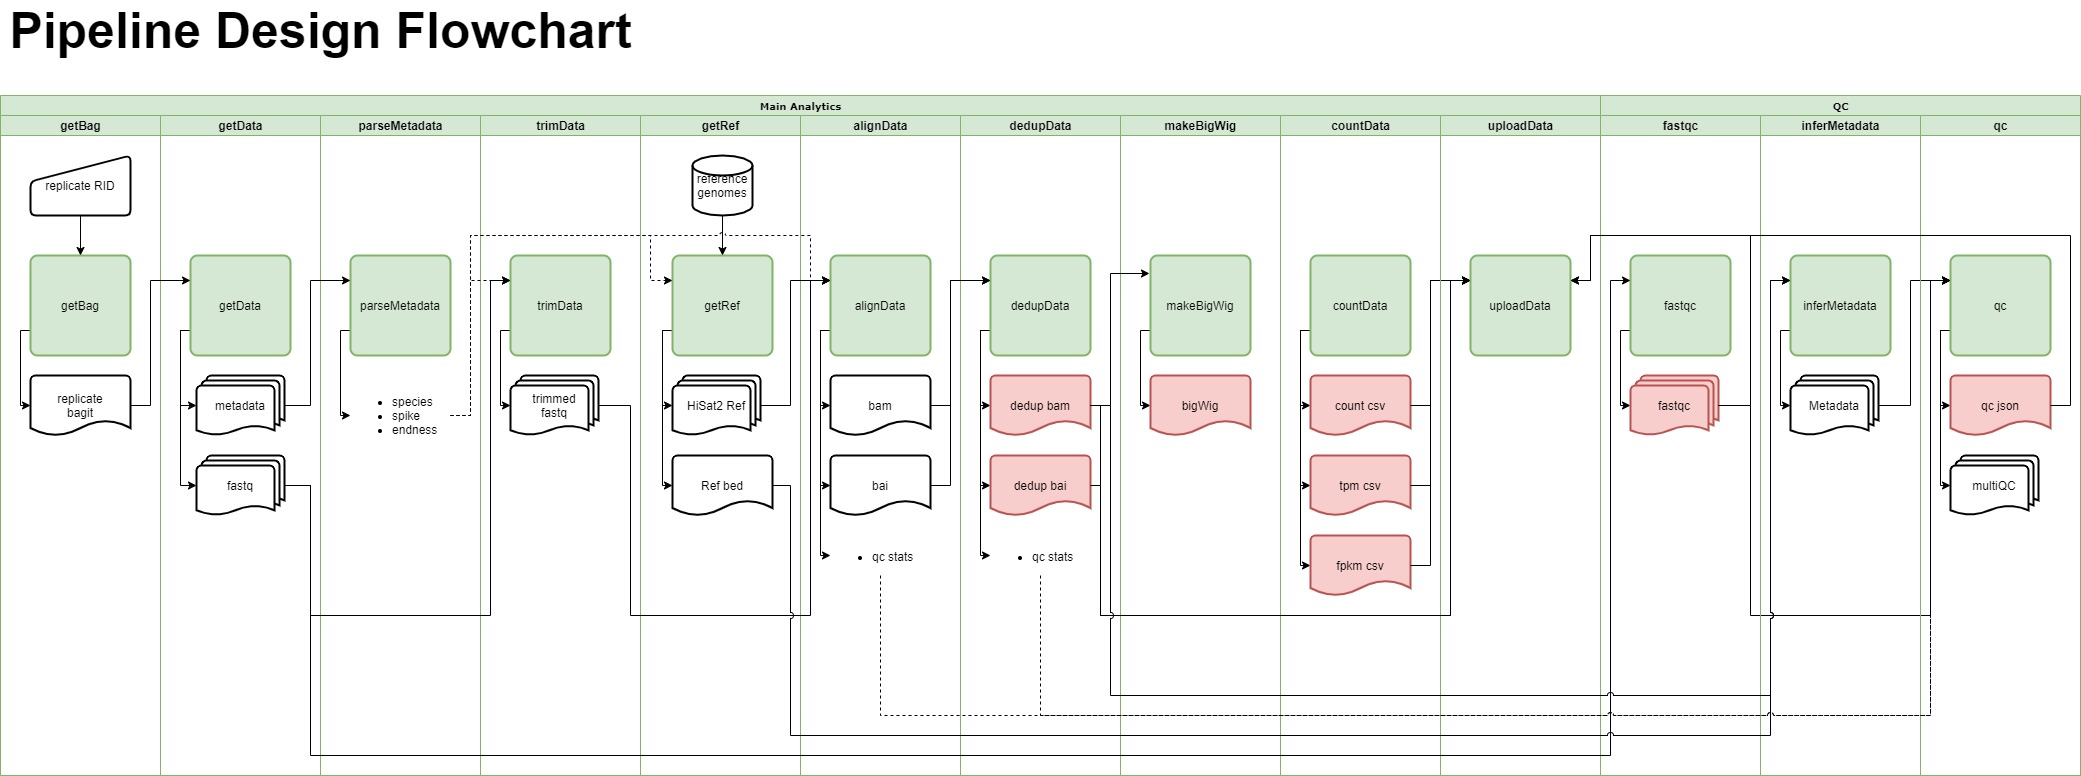 Pipeline Design Flowchart
Main Analytics
QC
getBag
getData
parseMetadata
trimData
getRef
alignData
dedupData
makeBigWig
countData
uploadData
fastqc
inferMetadata
qc
replicate RID
reference
genomes
getBag
getData
parseMetadata
trimData
getRef
alignData
dedupData
makeBigWig
countData
uploadData
fastqc
inferMetadata
qc
replicate
bagit
metadata
• species
• spike
• endness
trimmed
fastq
HiSat2 Ref
bam
dedup bam
bigWig
count csv
fastqc
Metadata
qc json
fastq
Ref bed
bai
dedup bai
tpm csv
multiQC
• qc stats
• qc stats
fpkm csv